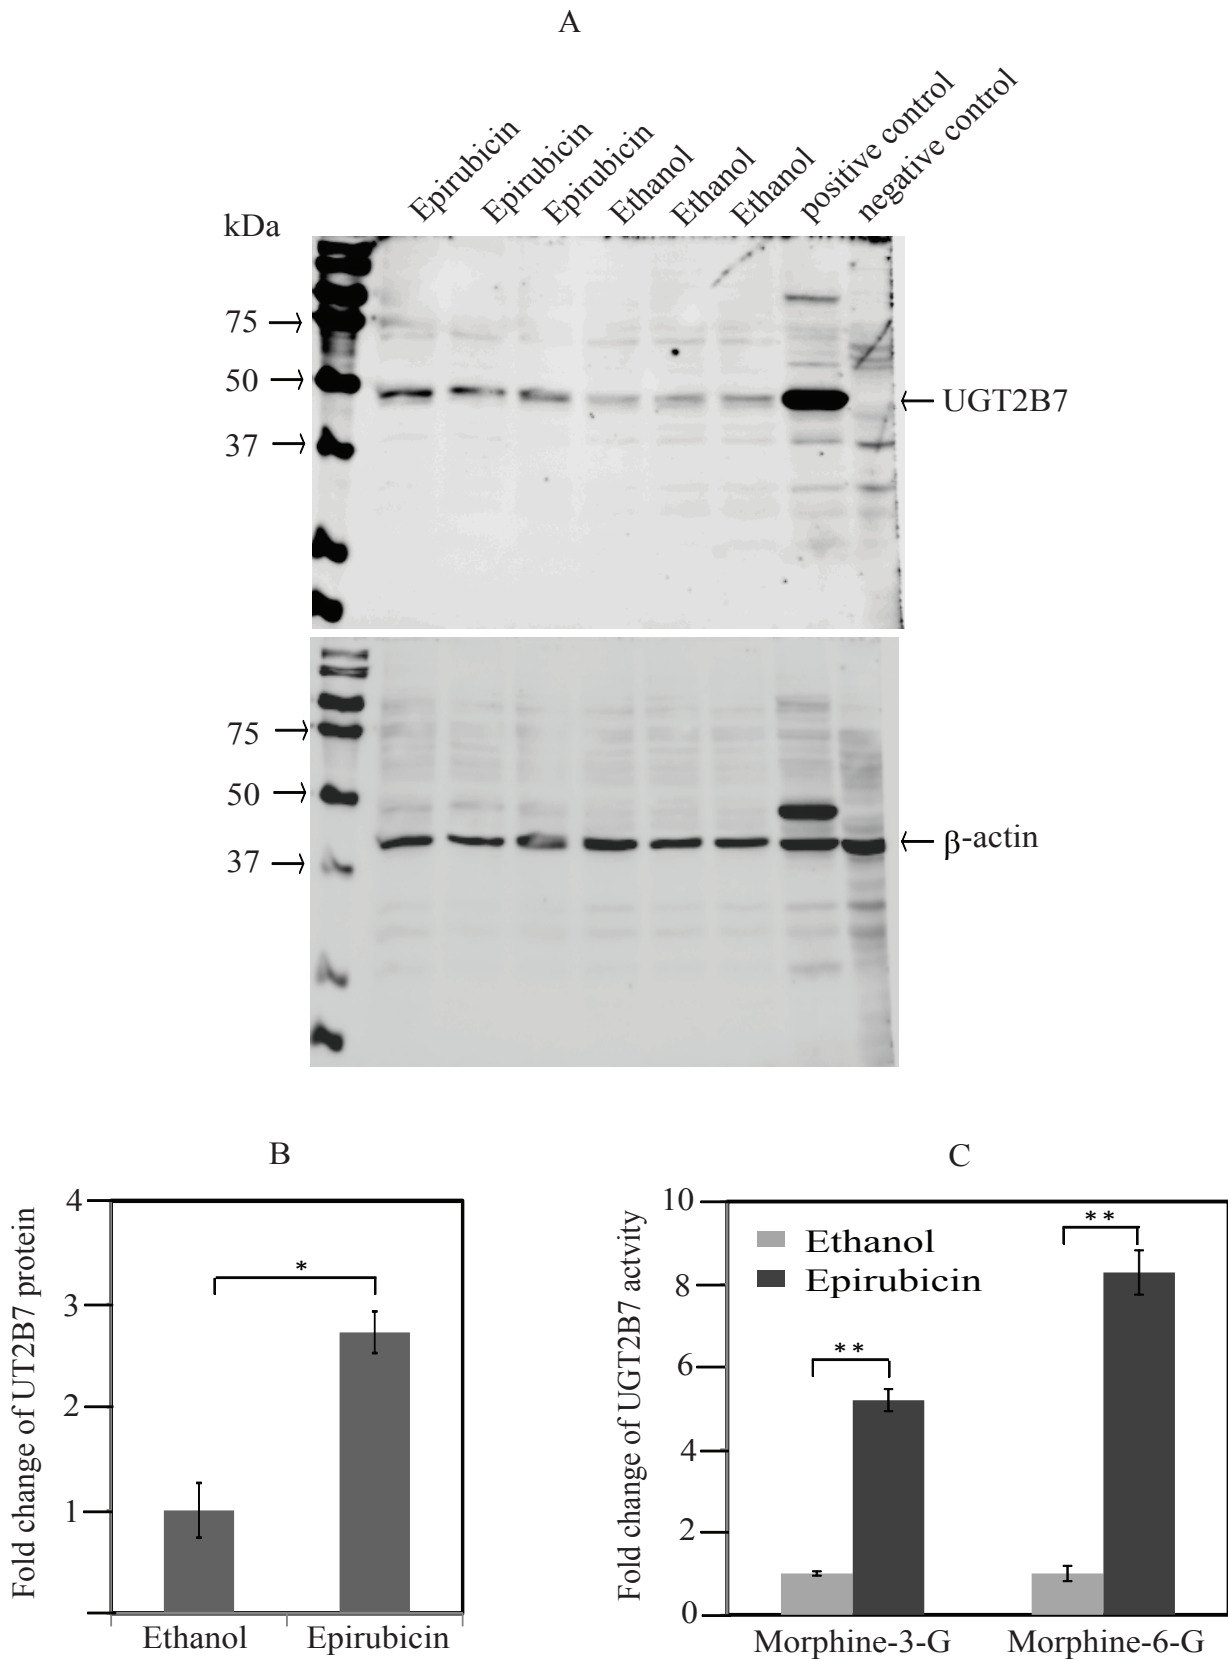 A
Epirubicin
Epirubicin
Epirubicin
Ethanol
Ethanol
Ethanol
positive control
negative control
kDa
75
50
37
UGT2B7
75
50
37
β-actin
B
Fold change of UT2B7 protein
4
3
2
1
*
Ethanol Epirubicin
C
Fold change of UGT2B7 actvity
10
8
6
4
2
0
Ethanol
Epirubicin
**
**
Morphine-3-G Morphine-6-G